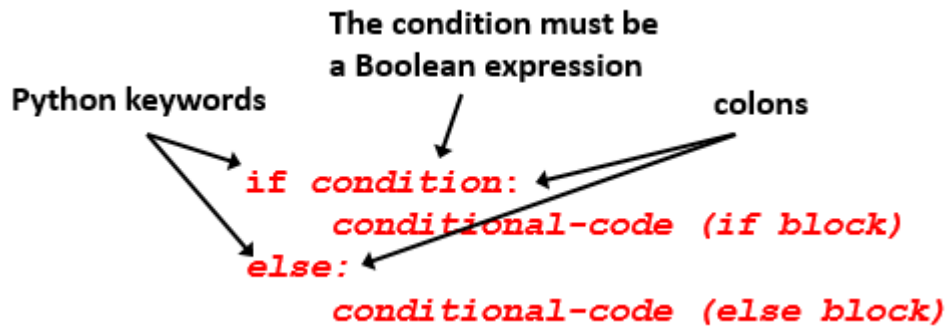 The condition must be
a Boolean expression
Python keywords
colons
if condition:
conditional-code (if block)
else:
conditional-code (else block)